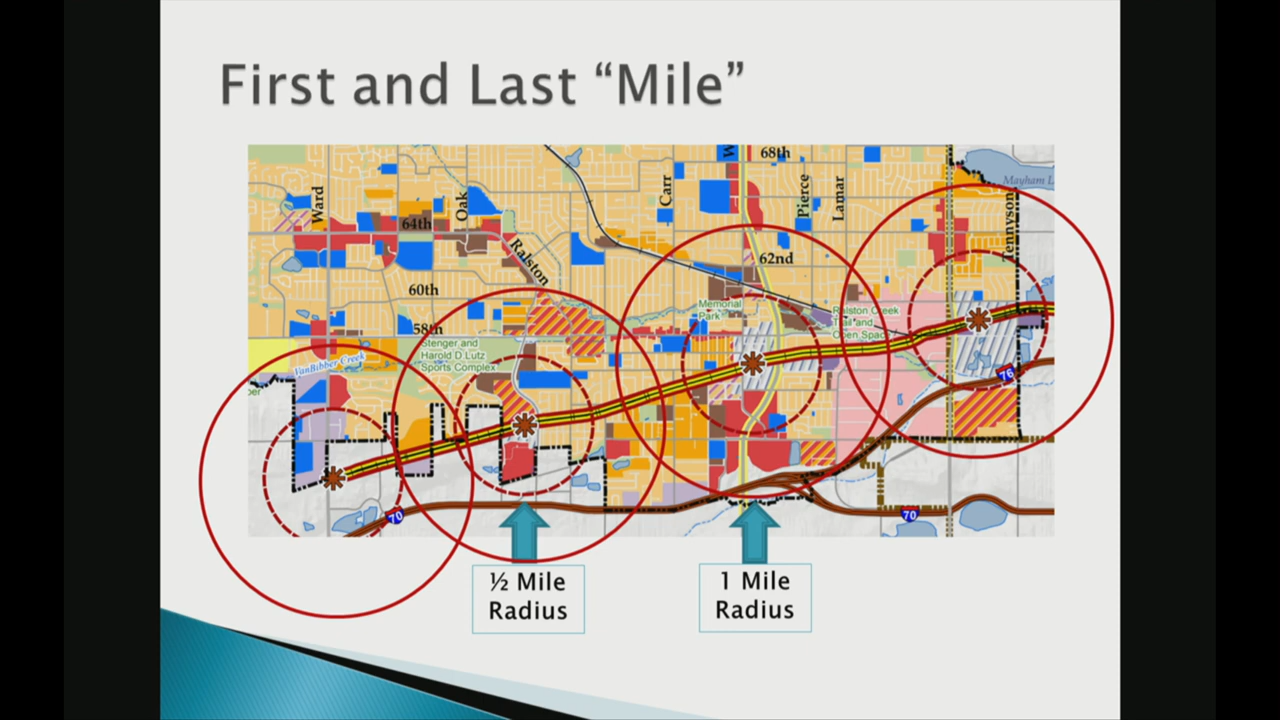 First and Last “Mile”
68th
Mayham L
Ward
Oak
Carr
W
Pierce
Lamar
ennyson
64th
Ralston
62nd
60th
Memorial
Park
Ralston Creek
Trail and
Open Space
58th
Stenger and
Harold D.Lutz
Sports Complex
VanBibber Creek
ber
76
70
70
½ Mile
Radius
1 Mile
Radius